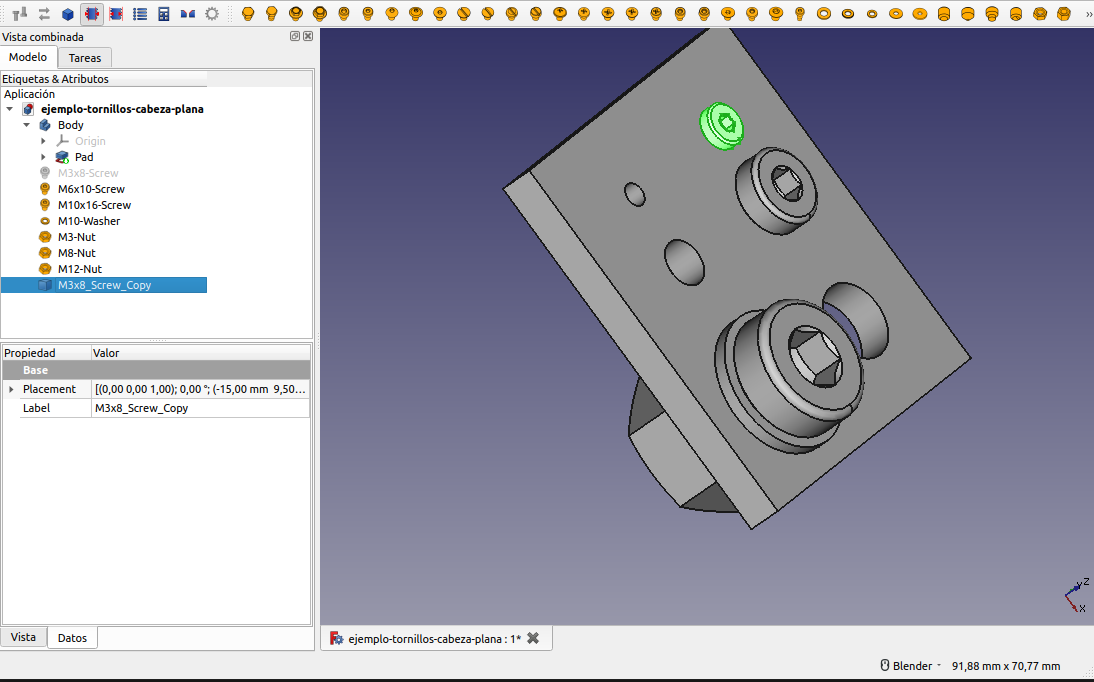 Vista combinada
Modelo
Tareas
Etiquetas & Atributos
Aplicación
ejemplo-tornillos-cabeza-plana
Body
Origin
Pad
M3x8-Screw
M6x10-Screw
M10x16-Screw
M10-Washer
M3-Nut
M8-Nut
M12-Nut
M3x8_Screw_Copy
Propiedad Valor
Base
Placement [(0,00 0,00 1,00); 0,00 °; (-15,00 mm 9,50...
Label M3x8_Screw_Copy
Vista Datos
ejemplo-tornillos-cabeza-plana : 1*
Blender 91,88 mm x 70,77 mm
Y Z
X